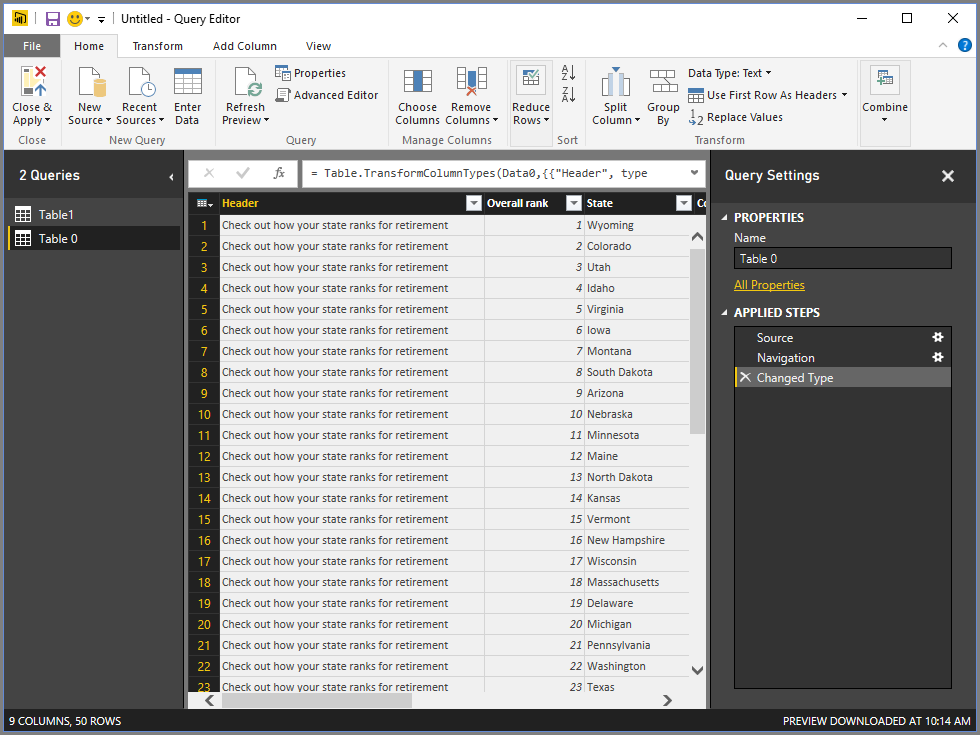 Untitled - Query Editor
File Home Transform Add Column View
Close & Apply
New Source
Recent Sources
Enter Data
Refresh Preview
Properties
Advanced Editor
Choose Columns
Remove Columns
Reduce Rows
A Z
Z A
Split Column
Group By
Data Type: Text
Use First Row As Headers
1 2 Replace Values
Combine
Close New Query Query Manage Columns Sort Transform
2 Queries
Table1
Table 0
fx = Table.TransformColumnTypes(Data0,{{"Header", type
Header Overall rank State Co
1 Check out how your state ranks for retirement 1 Wyoming
2 Check out how your state ranks for retirement 2 Colorado
3 Check out how your state ranks for retirement 3 Utah
4 Check out how your state ranks for retirement 4 Idaho
5 Check out how your state ranks for retirement 5 Virginia
6 Check out how your state ranks for retirement 6 Iowa
7 Check out how your state ranks for retirement 7 Montana
8 Check out how your state ranks for retirement 8 South Dakota
9 Check out how your state ranks for retirement 9 Arizona
10 Check out how your state ranks for retirement 10 Nebraska
11 Check out how your state ranks for retirement 11 Minnesota
12 Check out how your state ranks for retirement 12 Maine
13 Check out how your state ranks for retirement 13 North Dakota
14 Check out how your state ranks for retirement 14 Kansas
15 Check out how your state ranks for retirement 15 Vermont
16 Check out how your state ranks for retirement 16 New Hampshire
17 Check out how your state ranks for retirement 17 Wisconsin
18 Check out how your state ranks for retirement 18 Massachusetts
19 Check out how your state ranks for retirement 19 Delaware
20 Check out how your state ranks for retirement 20 Michigan
21 Check out how your state ranks for retirement 21 Pennsylvania
22 Check out how your state ranks for retirement 22 Washington
23 Check out how your state ranks for retirement 23 Texas
Query Settings
PROPERTIES
Name
Table 0
All Properties
APPLIED STEPS
Source
Navigation
Changed Type
9 COLUMNS, 50 ROWS
PREVIEW DOWNLOADED AT 10:14 AM